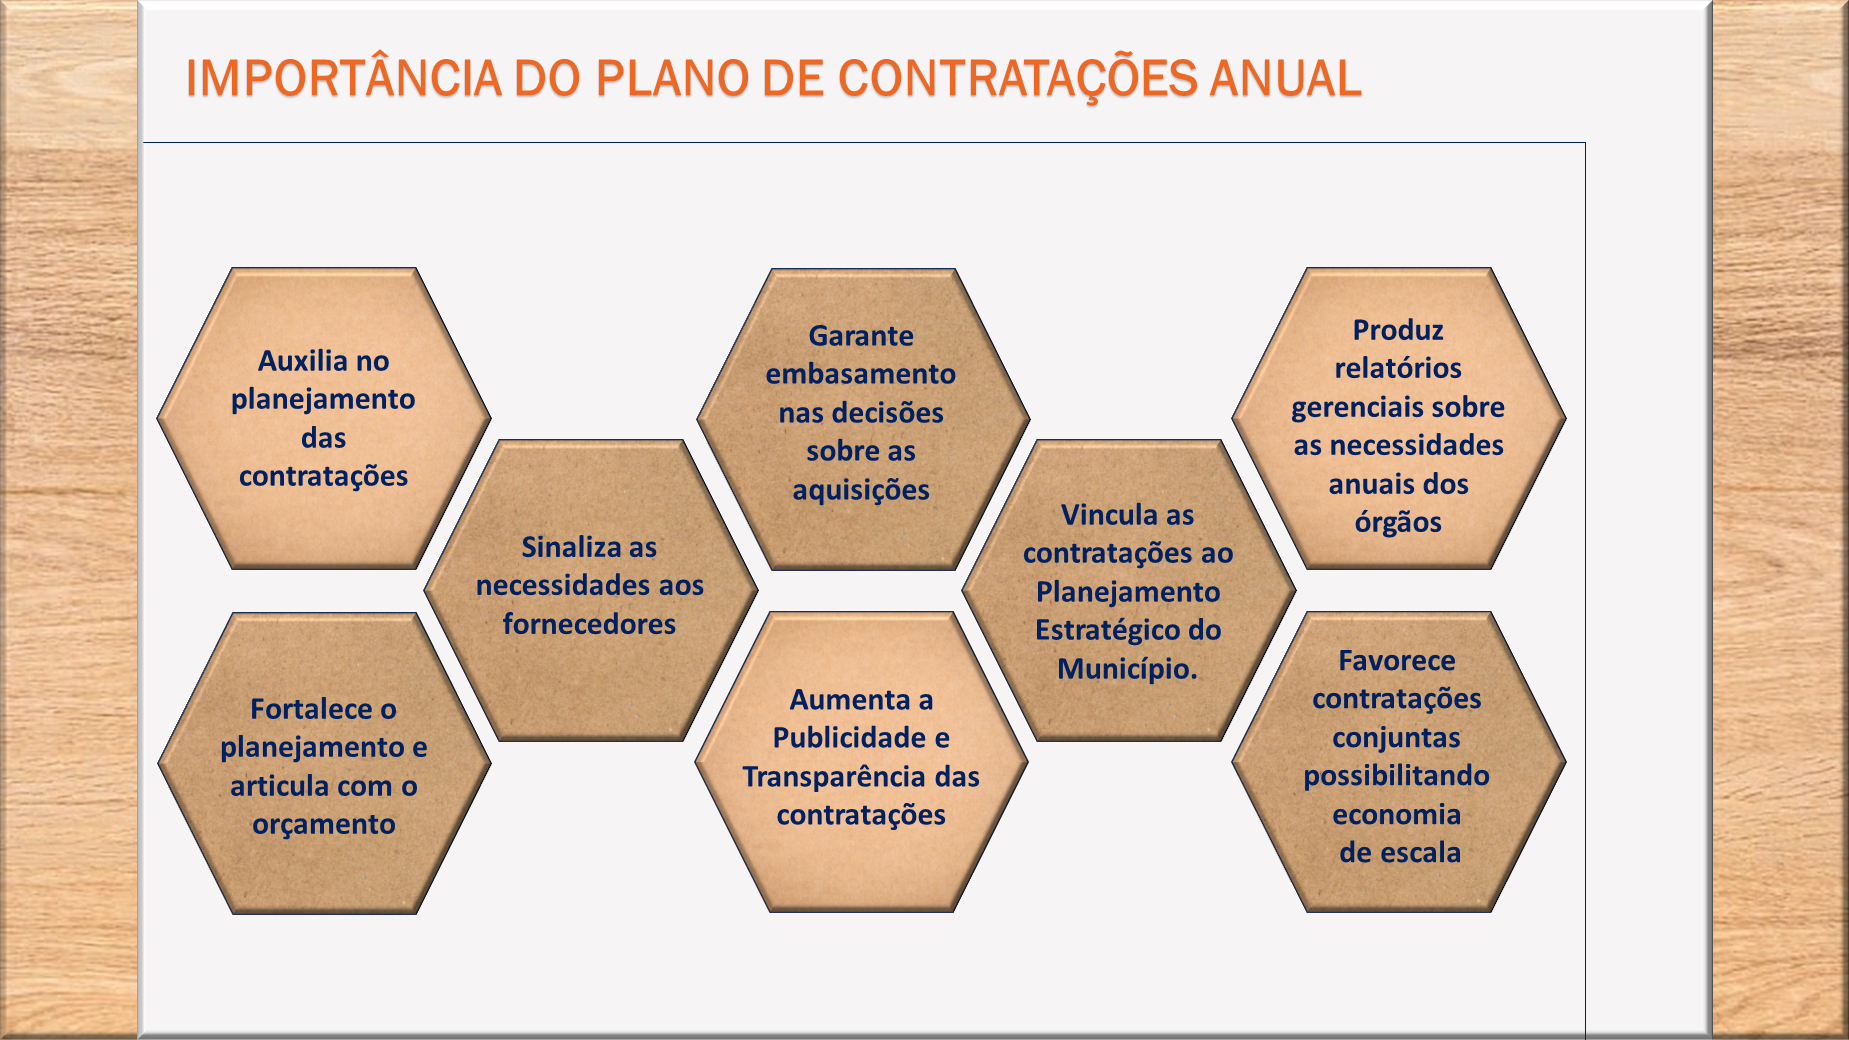 IMPORTÂNCIA DO PLANO DE CONTRATAÇÕES ANUAL
Auxilia no
planejamento
das
contratações
Fortalece o
planejamento e
articula com o
orçamento
Sinaliza as
necessidades aos
fornecedores
Garante
embasamento
nas decisões
sobre as
aquisições
Aumenta a
Publicidade e
Transparência das
contratações
Vincula as
contratações ao
Planejamento
Estratégico do
Município.
Produz
relatórios
gerenciais sobre
as necessidades
anuais dos
órgãos
Favorece
contratações
conjuntas
possibilitando
economia
de escala